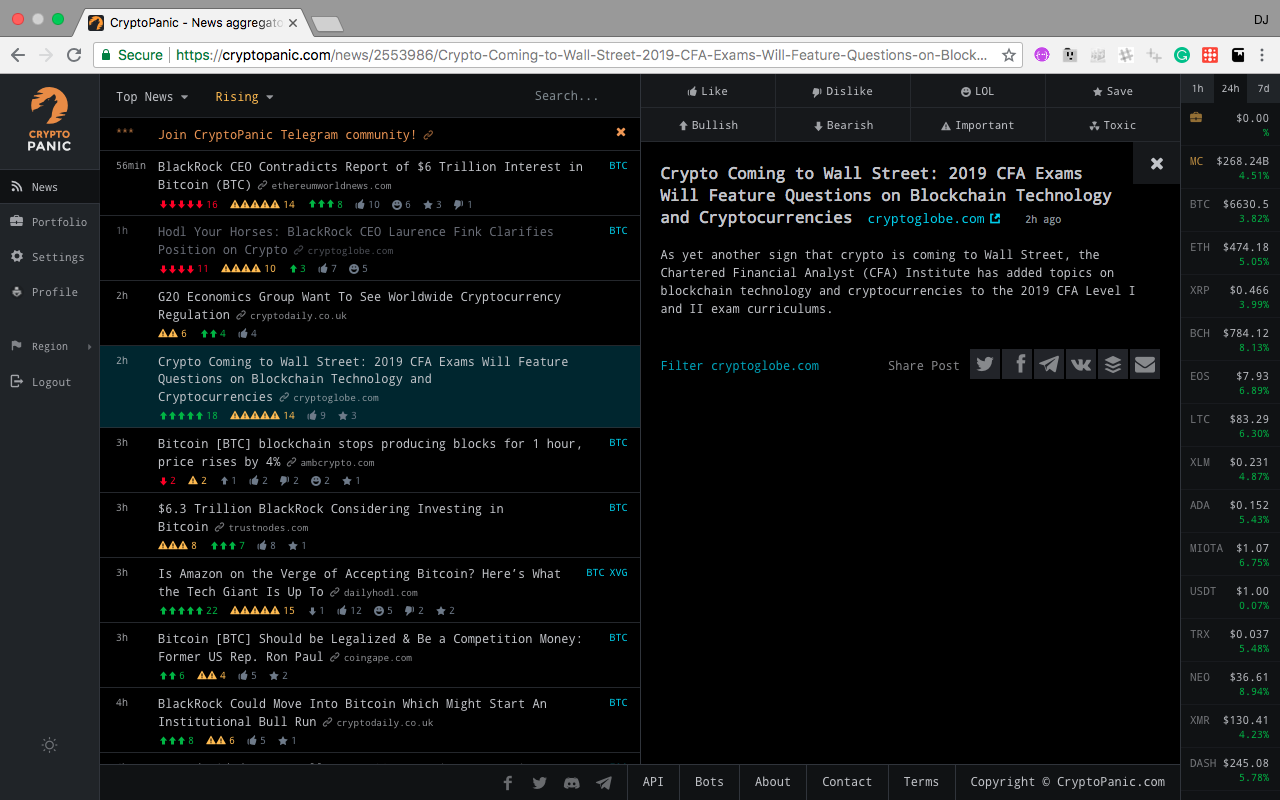 CryptoPanic - News aggregato
DJ
Secure
https://cryptopanic.com/news/2553986/Crypto-Coming-to-Wall-Street-2019-CFA-Exams-Will-Feature-Questions-on-Block...
CRYPTO
PANIC
News
Portfolio
Settings
Profile
Region
Logout
Top News
Rising
Search...
*** Join CryptoPanic Telegram community!
56min BlackRock CEO Contradicts Report of $6 Trillion Interest in BTC
Bitcoin (BTC) ethereumworldnews.com
16 14 8 10 6 3 1
1h Hodl Your Horses: BlackRock CEO Laurence Fink Clarifies BTC
Position on Crypto cryptoglobe.com
11 10 3 7 5
2h G20 Economics Group Want To See Worldwide Cryptocurrency
Regulation cryptodaily.co.uk
6 4 4
2h Crypto Coming to Wall Street: 2019 CFA Exams Will Feature
Questions on Blockchain Technology and
Cryptocurrencies cryptoglobe.com
18 14 9 3
3h Bitcoin [BTC] blockchain stops producing blocks for 1 hour, BTC
price rises by 4% ambcrypto.com
2 2 1 2 2 2 1
3h $6.3 Trillion BlackRock Considering Investing in BTC
Bitcoin trustnodes.com
8 7 8 1
3h Is Amazon on the Verge of Accepting Bitcoin? Here's What BTC XVG
the Tech Giant Is Up To dailyhodl.com
22 15 1 12 5 2 2
3h Bitcoin [BTC] Should be Legalized & Be a Competition Money: BTC
Former US Rep. Ron Paul coingape.com
6 4 5 2
4h BlackRock Could Move Into Bitcoin Which Might Start An BTC
Institutional Bull Run cryptodaily.co.uk
8 6 5 1
Like Dislike LOL Save
Bullish Bearish Important Toxic
Crypto Coming to Wall Street: 2019 CFA Exams
Will Feature Questions on Blockchain Technology
and Cryptocurrencies cryptoglobe.com 2h ago
As yet another sign that crypto is coming to Wall Street, the
Chartered Financial Analyst (CFA) Institute has added topics on
blockchain technology and cryptocurrencies to the 2019 CFA Level I
and II exam curriculums.
Filter cryptoglobe.com Share Post
1h 24h 7d
$0.00
%
MC $268.24B
4.51%
BTC $6630.5
3.82%
ETH $474.18
5.05%
XRP $0.466
3.99%
BCH $784.12
8.13%
EOS $7.93
6.89%
LTC $83.29
6.30%
XLM $0.231
4.87%
ADA $0.152
5.43%
MIOTA $1.07
6.75%
USDT $1.00
0.07%
TRX $0.037
5.48%
NEO $36.61
8.94%
XMR $130.41
4.23%
DASH $245.08
5.78%
API Bots About Contact Terms Copyright © CryptoPanic.com